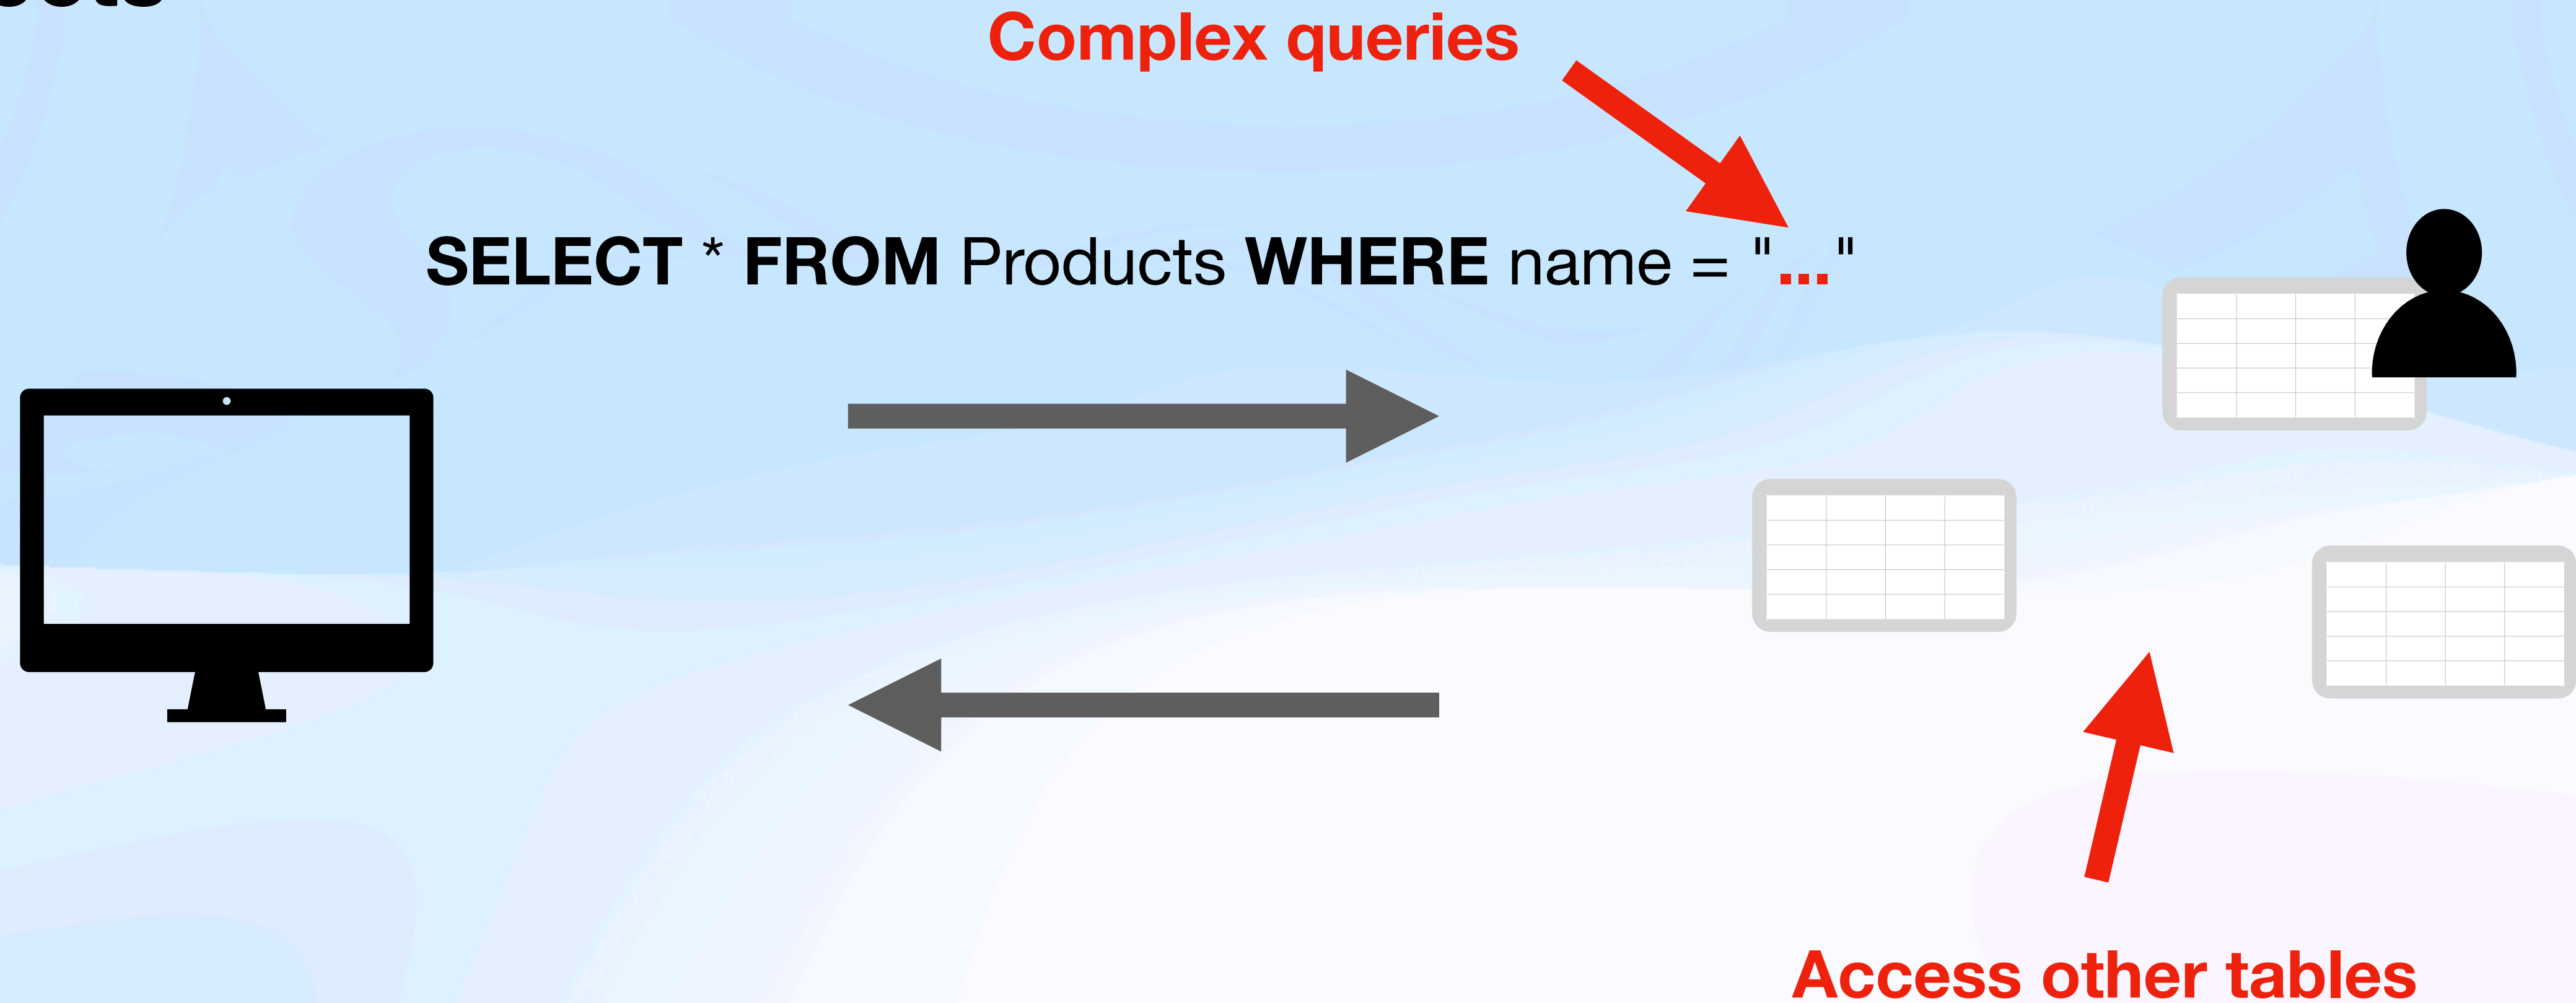 Complex queries
SELECT * FROM Products WHERE name = "..."
Access other tables